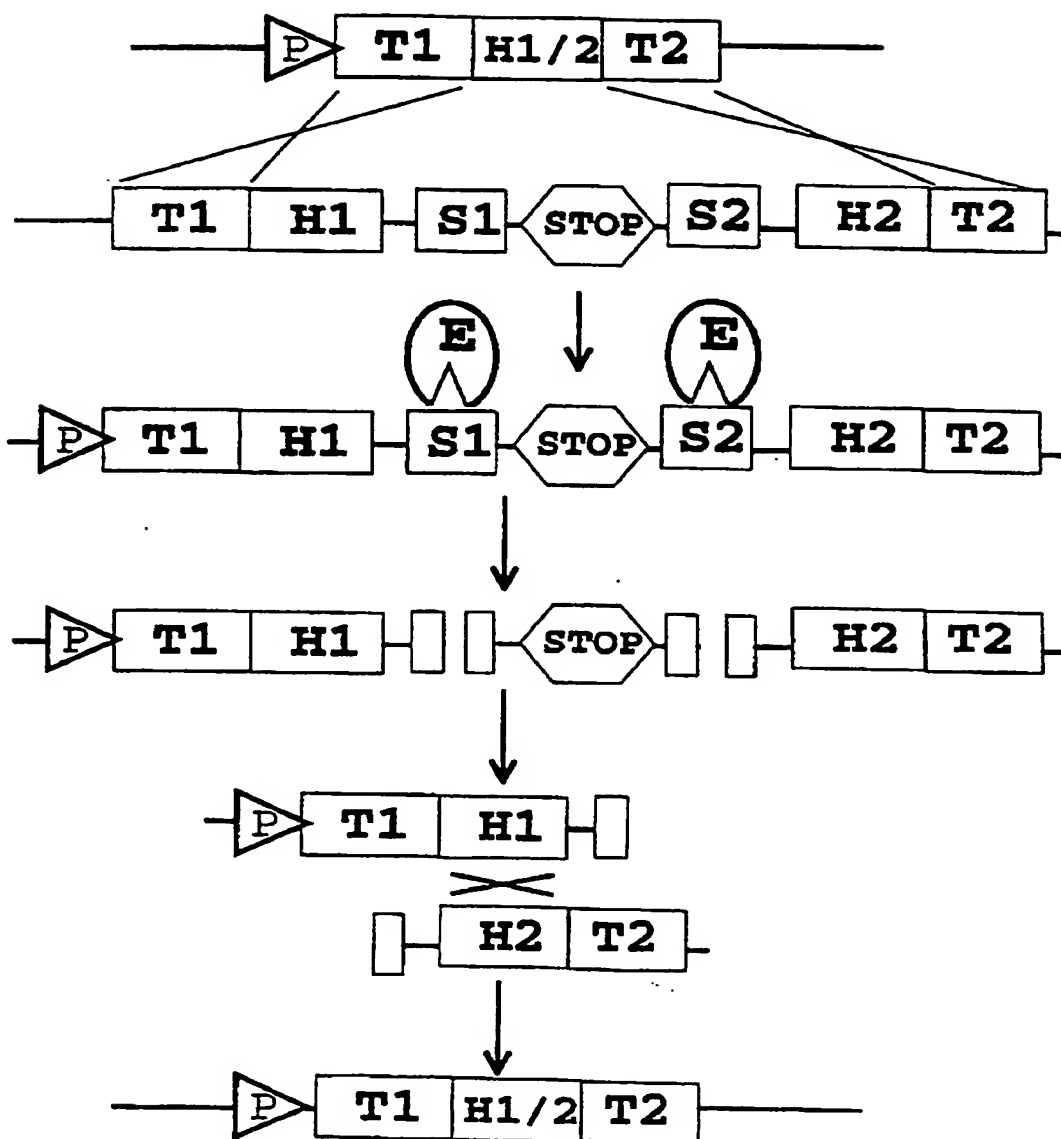 P T1 H1/2 T2
T1 H1 S1 STOP S2 H2 T2
E E
P T1 H1 S1 STOP S2 H2 T2
P T1 H1 STOP H2 T2
P T1 H1
H2 T2
P T1 H1/2 T2